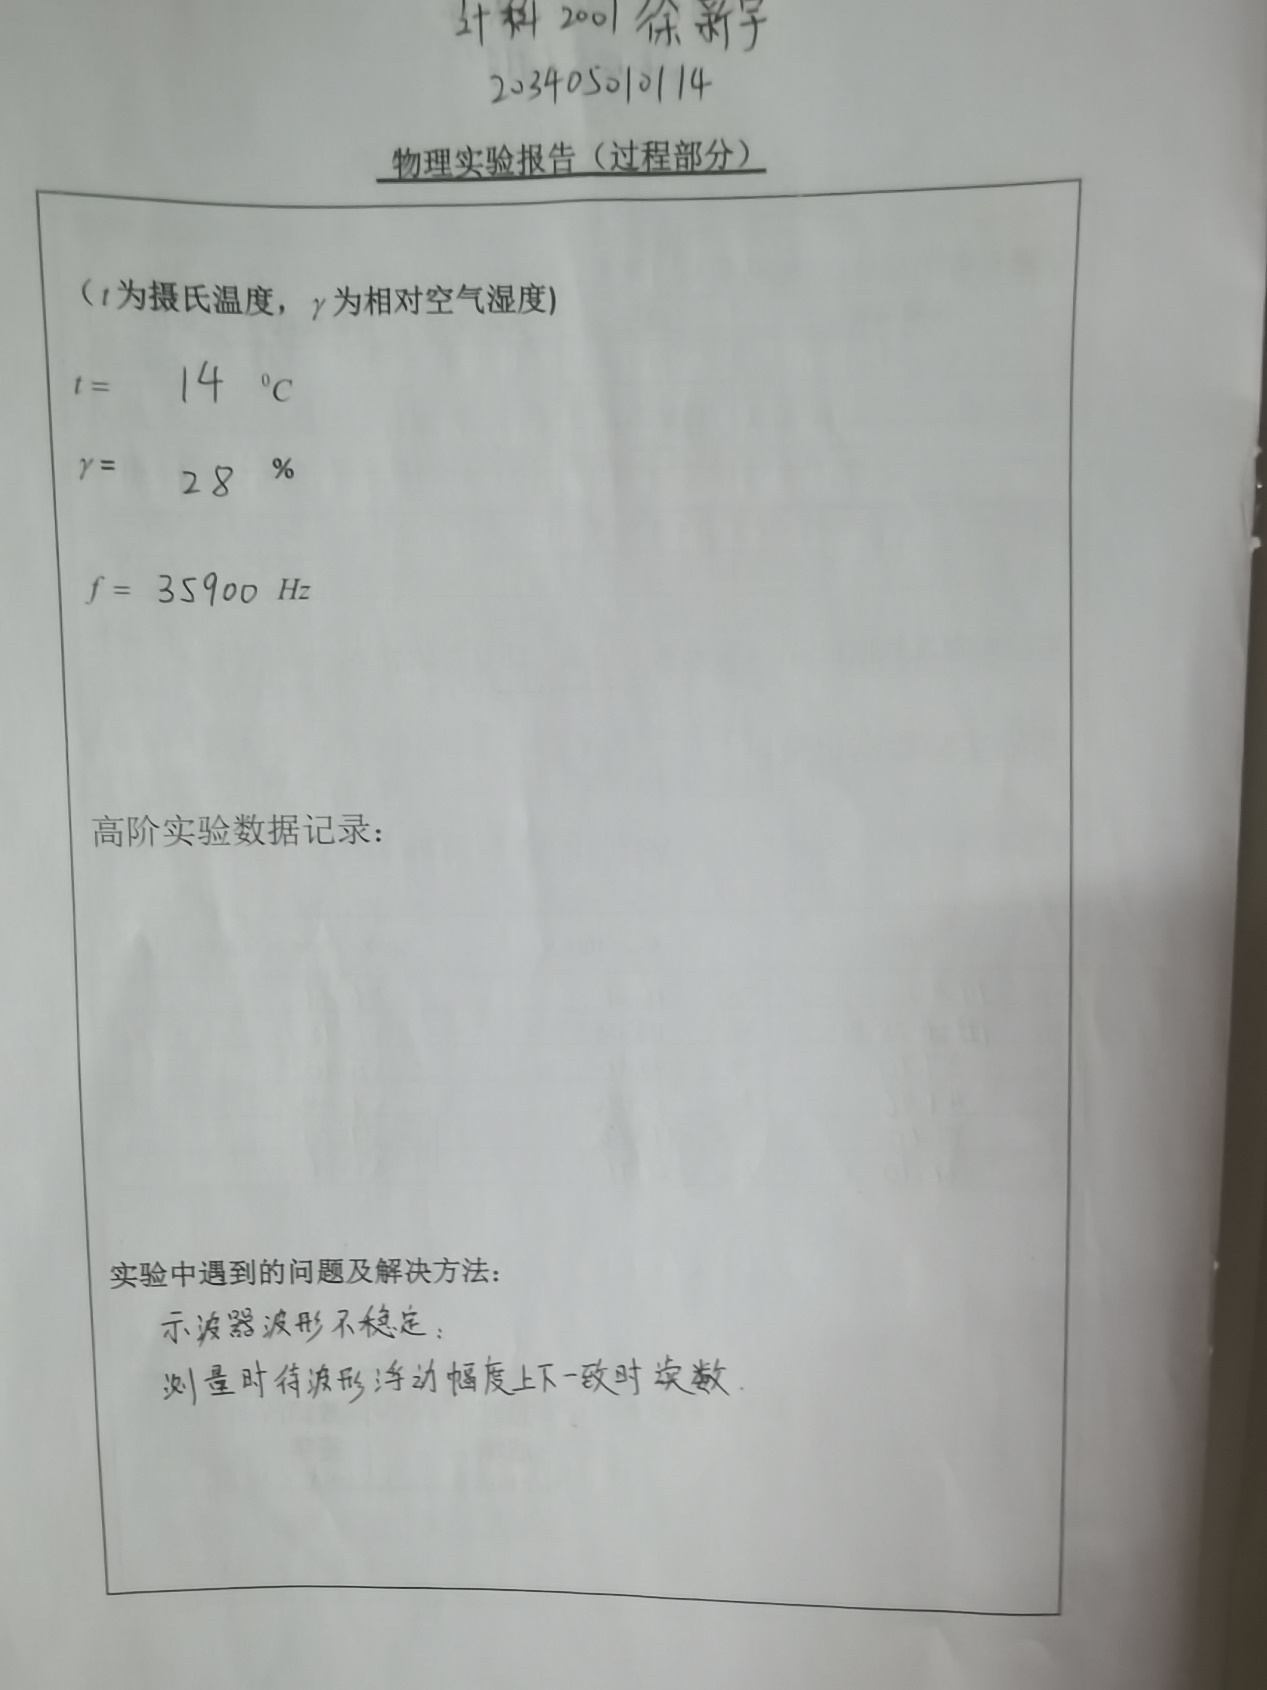 计科2001 徐新宇
203405010114
物理实验报告（过程部分）
（t为摄氏温度，γ为相对空气湿度)
t = 14 ⁰C
γ = 28 %
f = 35900 Hz
高阶实验数据记录：
实验中遇到的问题及解决方法：
示波器波形不稳定；
测量时待波形浮动幅度上下一致时读数.